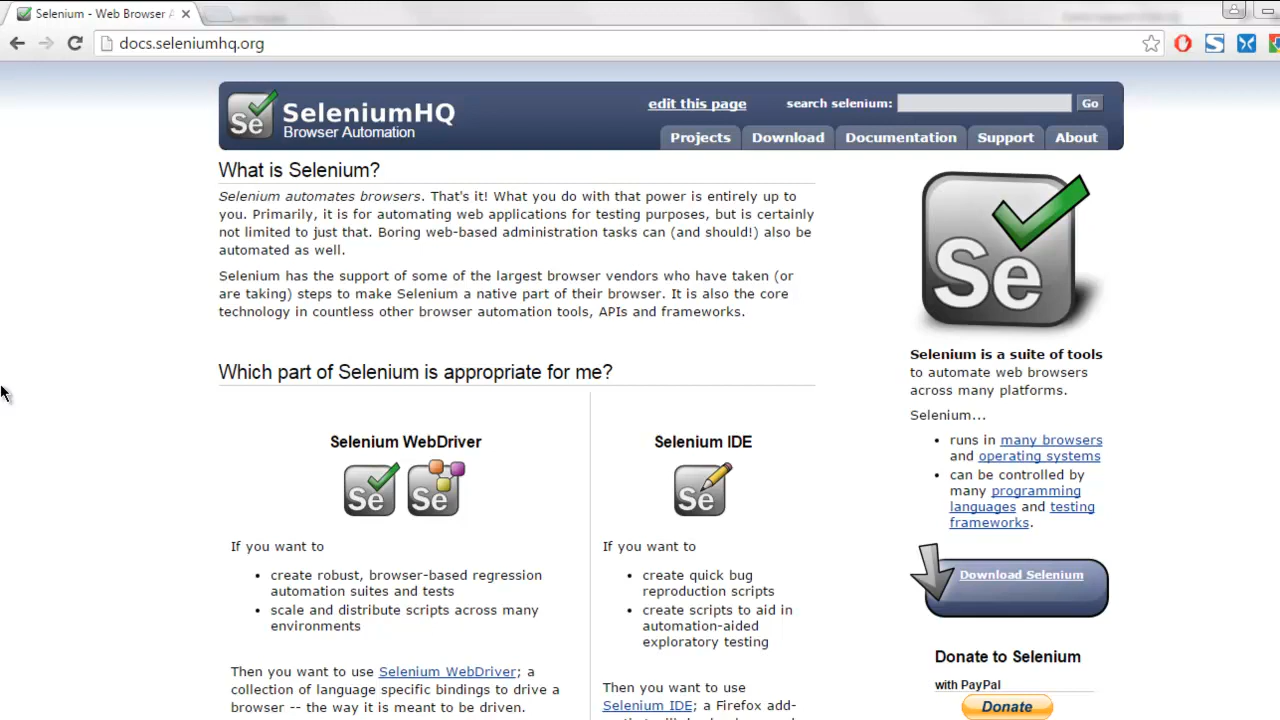 Selenium - Web Browser A
docs.seleniumhq.org
Se
SeleniumHQ
Browser Automation
edit this page
search selenium:
Go
Projects
Download
Documentation
Support
About
What is Selenium?
Selenium automates browsers. That's it! What you do with that power is entirely up to
you. Primarily, it is for automating web applications for testing purposes, but is certainly
not limited to just that. Boring web-based administration tasks can (and should!) also be
automated as well.
Selenium has the support of some of the largest browser vendors who have taken (or
are taking) steps to make Selenium a native part of their browser. It is also the core
technology in countless other browser automation tools, APIs and frameworks.
Which part of Selenium is appropriate for me?
Selenium WebDriver
Se
Se
If you want to
• create robust, browser-based regression
automation suites and tests
• scale and distribute scripts across many
environments
Then you want to use Selenium WebDriver; a
collection of language specific bindings to drive a
browser -- the way it is meant to be driven.
Selenium IDE
Se
If you want to
• create quick bug
reproduction scripts
• create scripts to aid in
automation-aided
exploratory testing
Then you want to use
Selenium IDE; a Firefox add-
Se
Selenium is a suite of tools
to automate web browsers
across many platforms.
Selenium...
• runs in many browsers
and operating systems
• can be controlled by
many programming
languages and testing
frameworks.
Download Selenium
Donate to Selenium
with PayPal
Donate